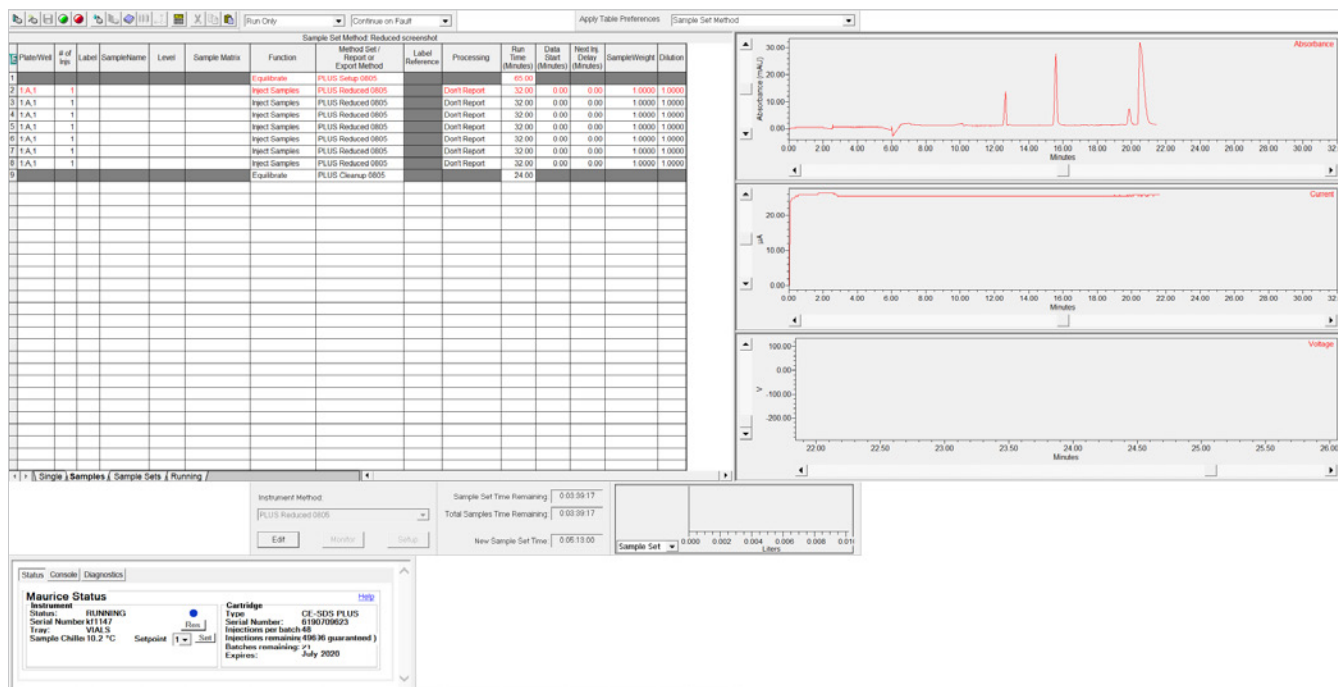 Run Only Continue on Fault Apply Table Preferences Sample Set Method
Sample Set Method: Reduced screenshot
Plate/Well # of Injs Label SampleName Level Sample Matrix Function Method Set / Report or Export Method Label Reference Processing Run Time (Minutes) Data Start (Minutes) Next Inj. Delay (Minutes) SampleWeight Dilution
1 Equilibrate PLUS Setup 0805 65.00
2 1:A,1 1 Inject Samples PLUS Reduced 0805 Don't Report 32.00 0.00 0.00 1.0000 1.0000
3 1:A,1 1 Inject Samples PLUS Reduced 0805 Don't Report 32.00 0.00 0.00 1.0000 1.0000
4 1:A,1 1 Inject Samples PLUS Reduced 0805 Don't Report 32.00 0.00 0.00 1.0000 1.0000
5 1:A,1 1 Inject Samples PLUS Reduced 0805 Don't Report 32.00 0.00 0.00 1.0000 1.0000
6 1:A,1 1 Inject Samples PLUS Reduced 0805 Don't Report 32.00 0.00 0.00 1.0000 1.0000
7 1:A,1 1 Inject Samples PLUS Reduced 0805 Don't Report 32.00 0.00 0.00 1.0000 1.0000
8 1:A,1 1 Inject Samples PLUS Reduced 0805 Don't Report 32.00 0.00 0.00 1.0000 1.0000
9 Equilibrate PLUS Cleanup 0805 24.00
Single Samples Sample Sets Running
Absorbance
Absorbance (mAU)
30.00
20.00
10.00
0.00
0.00 2.00 4.00 6.00 8.00 10.00 12.00 14.00 16.00 18.00 20.00 22.00 24.00 26.00 28.00 30.00 32.
Minutes
Current
µA
20.00
10.00
0.00
0.00 2.00 4.00 6.00 8.00 10.00 12.00 14.00 16.00 18.00 20.00 22.00 24.00 26.00 28.00 30.00 32.
Minutes
Voltage
V
100.00
0.00
-100.00
-200.00
22.00 22.50 23.00 23.50 24.00 24.50 25.00 25.50 26.00
Minutes
Instrument Method:
PLUS Reduced 0805
Edit Monitor Setup
Sample Set Time Remaining: 0:03:39:17
Total Samples Time Remaining: 0:03:39:17
New Sample Set Time: 0:05:13:00
Sample Set
0.000 0.002 0.004 0.006 0.008 0.01
Liters
Status Console Diagnostics
Maurice Status Help
Instrument
Status: RUNNING
Serial Number kf1147 Res
Tray: VIALS
Sample Chiller 10.2 °C Setpoint 1 Set
Cartridge
Type CE-SDS PLUS
Serial Number: 6190709623
Injections per batch 48
Batches remaining: 21
Expires: July 2020